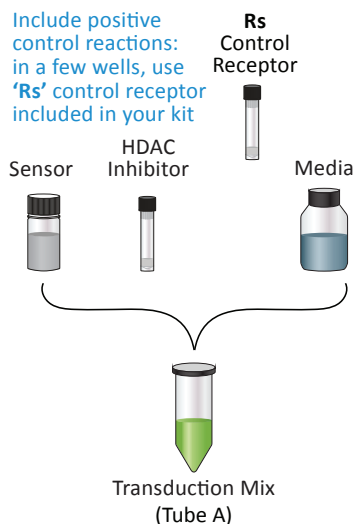 Include positive
control reactions:
in a few wells, use
‘Rs’ control receptor
included in your kit
Rs
Control
Receptor
Sensor
HDAC
Inhibitor
Media
Transduction Mix
(Tube A)